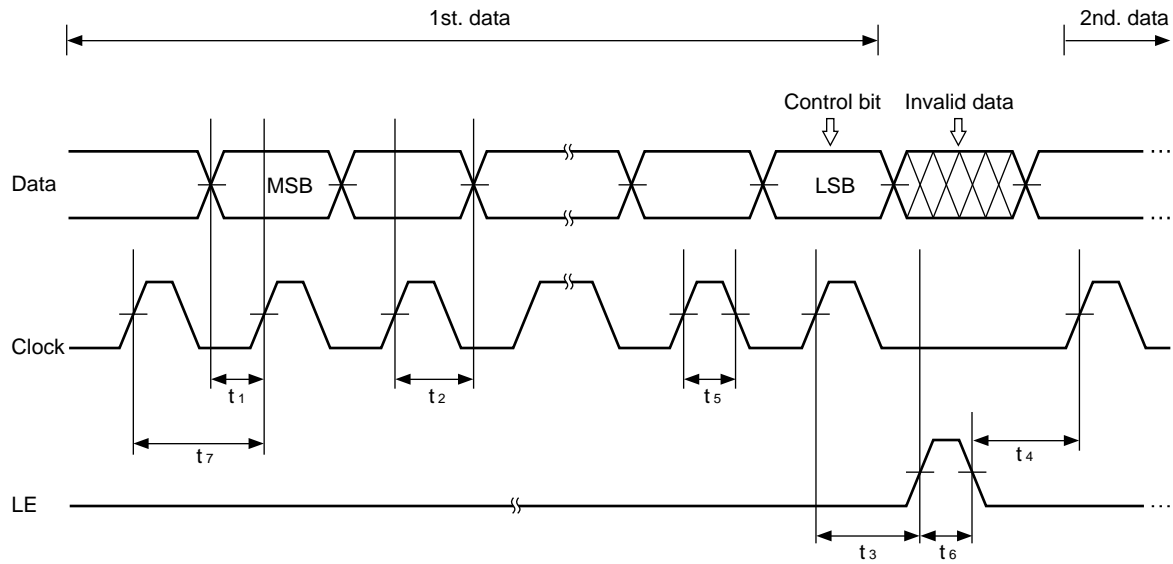 1st. data
2nd. data
Control bit
Invalid data
Data
MSB
LSB
...
...
Clock
t1
t2
t5
t7
t4
LE
...
t3
t6